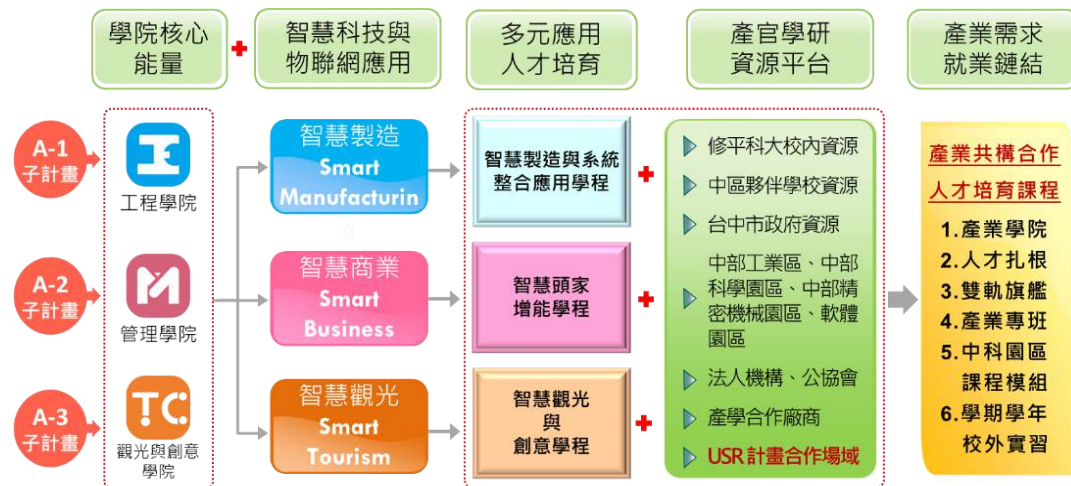 學院核心
能量
智慧科技與
物聯網應用
多元應用
人才培育
產官學研
資源平台
產業需求
就業鏈結
A-1
子計畫
工程學院
A-2
子計畫
管理學院
A-3
子計畫
TC
觀光與創意
學院
智慧製造
Smart
Manufacturin
g
智慧商業
Smart
Business
智慧觀光
Smart
Tourism
智慧製造與系統
整合應用學程
智慧頭家
增能學程
智慧觀光
與
創意學程
修平科大校內資源
中區夥伴學校資源
台中市政府資源
中部工業區、中部
科學園區、中部精
密機械園區、軟體
園區
法人機構、公協會
產學合作廠商
USR 計畫合作場域
產業共構合作
人才培育課程
1.產業學院
2.人才扎根
3.雙軌旗艦
4.產業專班
5.中科園區
課程模組
6.學期學年
校外實習